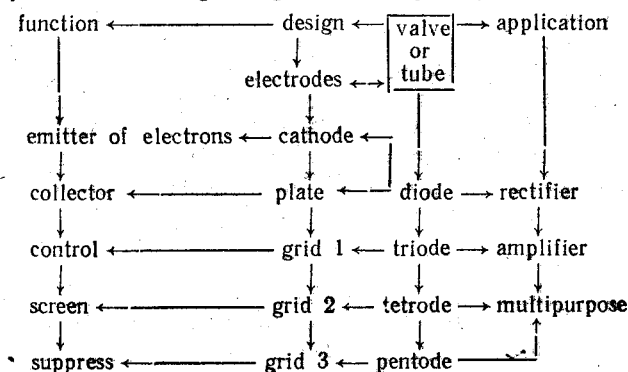 function design valve application
or
electrodes tube
emitter of electrons cathode
collector plate diode rectifier
control grid 1 triode amplifier
screen grid 2 tetrode multipurpose
suppress grid 3 pentode